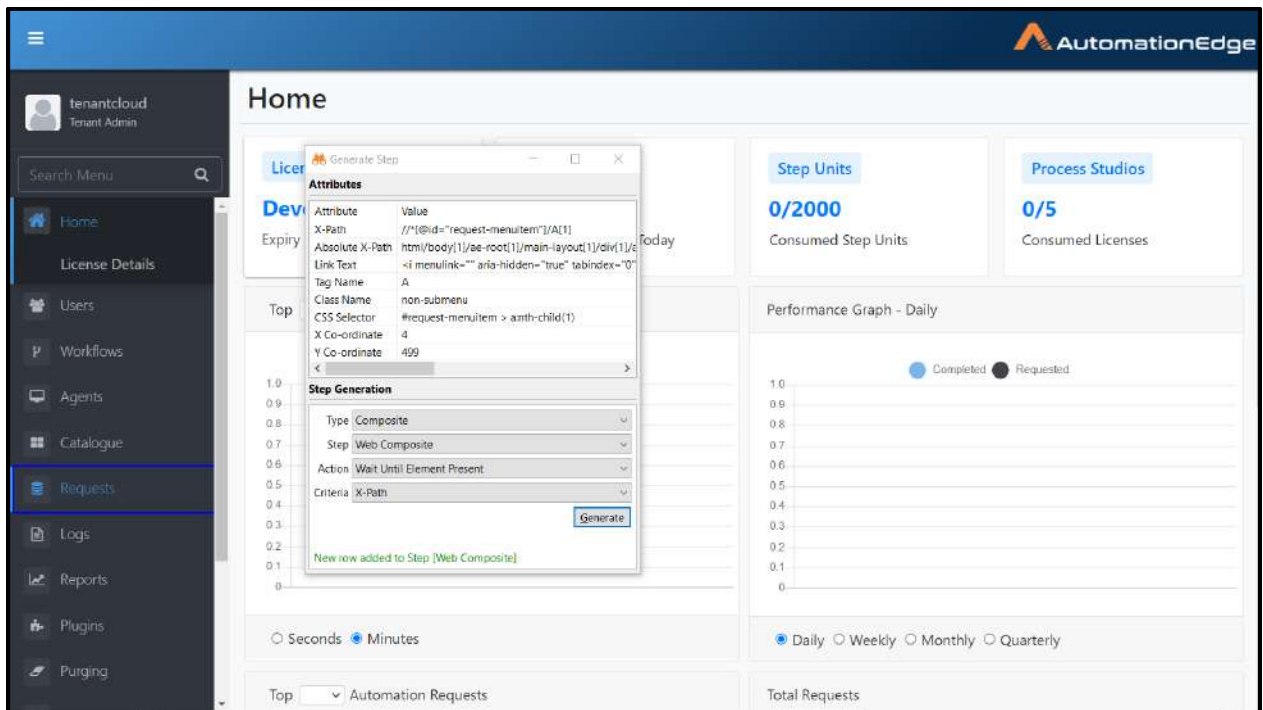 AutomationEdge
tenantcloud
Tenant Admin
Search Menu
Home
License Details
Users
Workflows
Agents
Catalogue
Requests
Logs
Reports
Plugins
Purging
Home
Expiry
Today
Step Units
0/2000
Consumed Step Units
Process Studios
0/5
Consumed Licenses
Generate Step
Attributes
Attribute Value
X-Path //*[@id="request-menuitem"]/A[1]
Absolute X-Path html/body[1]/ae-root[1]/main-layout[1]/div[1]/a
Link Text <i menulink="" aria-hidden="true" tabindex="0"
Tag Name A
Class Name non-submenu
CSS Selector #request-menuitem > a:nth-child(1)
X Co-ordinate 4
Y Co-ordinate 499
Step Generation
Type Composite
Step Web Composite
Action Wait Until Element Present
Criteria X-Path
Generate
New row added to Step [Web Composite]
Top
1.0
0.9
0.8
0.7
0.6
0.5
0.4
0.3
0.2
0.1
0
Seconds Minutes
Performance Graph - Daily
Completed Requested
1.0
0.9
0.8
0.7
0.6
0.5
0.4
0.3
0.2
0.1
0
Daily Weekly Monthly Quarterly
Top Automation Requests
Total Requests